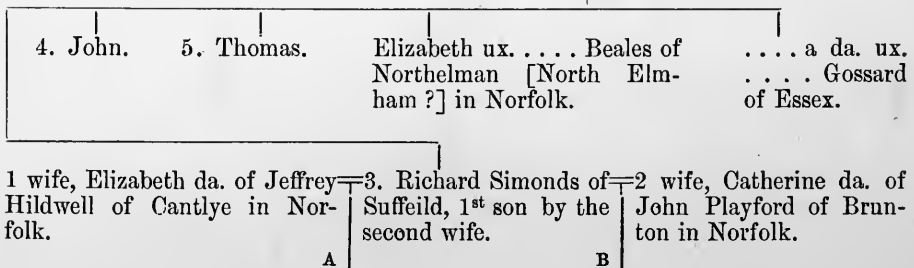 4. John.
5. Thomas.
Elizabeth ux. . . . . . Beales of
Northelman [North Elm-
ham ?] in Norfolk.
. . . . a da. ux.
. . . . Gossard
of Essex.
1 wife, Elizabeth da. of Jeffrey
Hildwell of Cantlye in Nor-
folk.
3. Richard Simonds of
Suffeild, 1st son by the
second wife.
2 wife, Catherine da. of
John Playford of Brun-
ton in Norfolk.
A
B